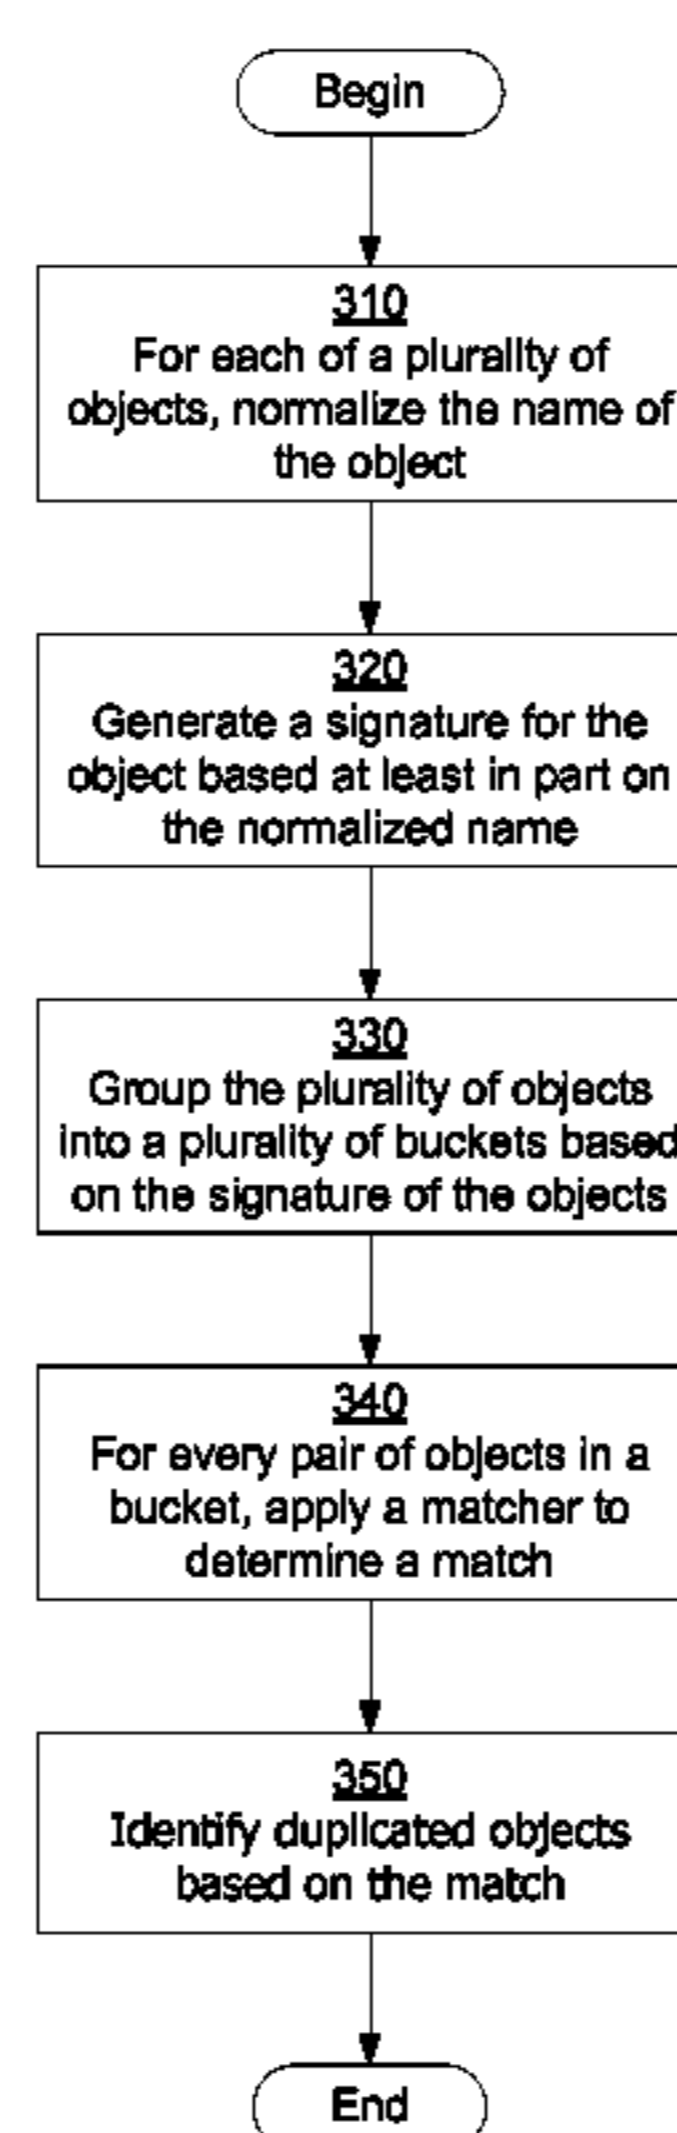 Begin
310
For each of a plurality of
objects, normalize the name of
the object
320
Generate a signature for the
object based at least in part on
the normalized name
330
Group the plurality of objects
into a plurality of buckets based
on the signature of the objects
340
For every pair of objects in a
bucket, apply a matcher to
determine a match
350
Identify duplicated objects
based on the match
End